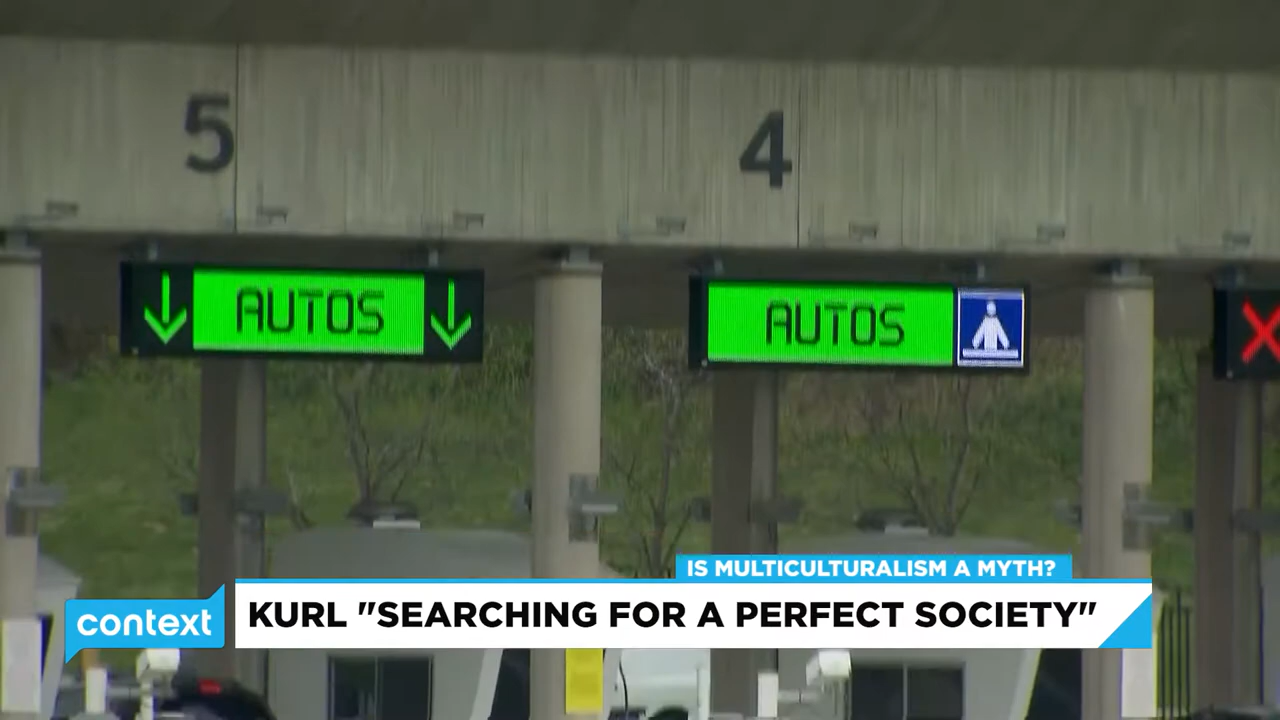 5
4
AUTOS
AUTOS
IS MULTICULTURALISM A MYTH?
context
KURL "SEARCHING FOR A PERFECT SOCIETY"